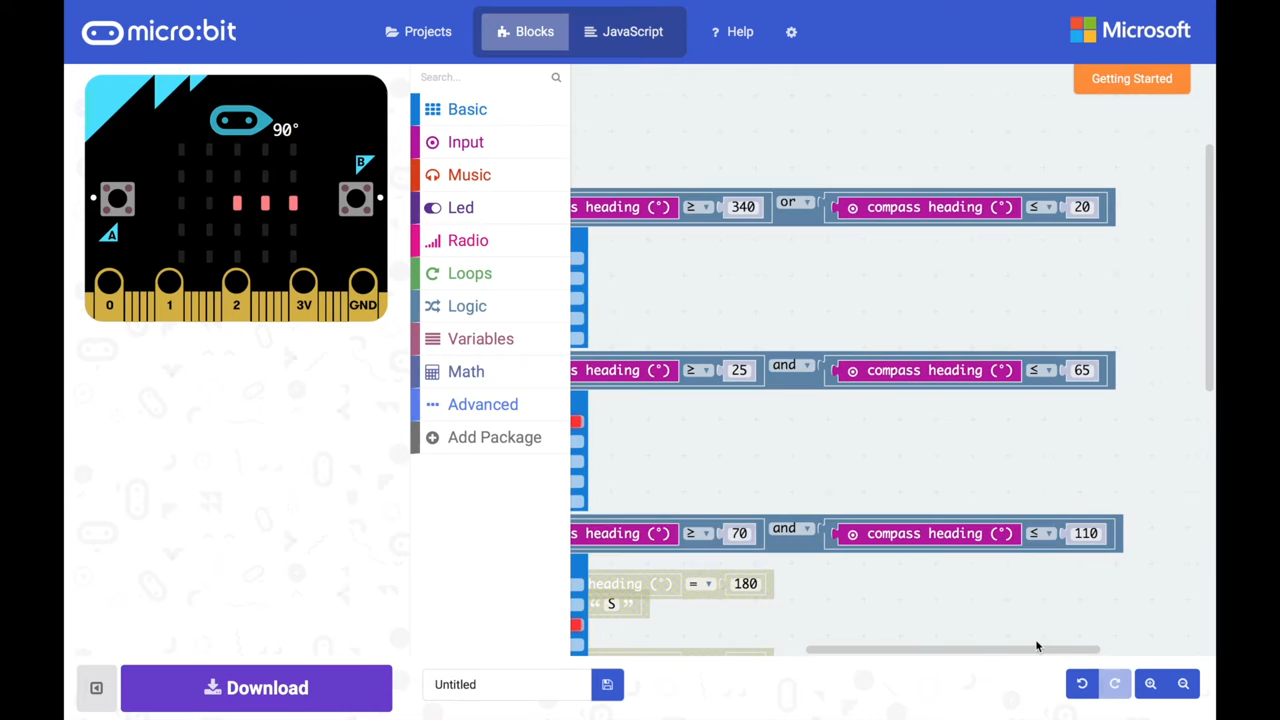 micro:bit
Projects
Blocks
JavaScript
? Help
Microsoft
Getting Started
Search...
Basic
Input
Music
Led
Radio
Loops
Logic
Variables
Math
Advanced
Add Package
90°
B
A
0 1 2 3V GND
s heading (°) ≥ 340 or compass heading (°) ≤ 20
s heading (°) ≥ 25 and compass heading (°) ≤ 65
s heading (°) ≥ 70 and compass heading (°) ≤ 110
heading (°) = 180
“ S ”
Download
Untitled